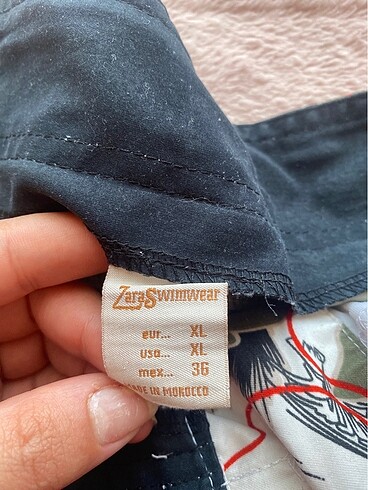 ZaraSwimwear
eur... XL
usa... XL
mex... 36
MADE IN MOROCCO